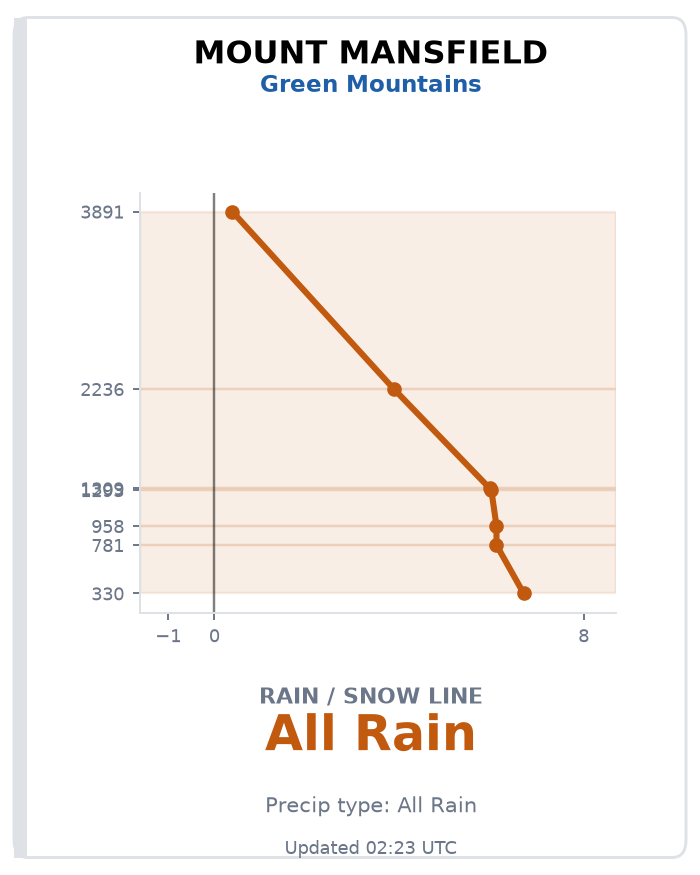 MOUNT MANSFIELD
Green Mountains
3891
2236
958
781
330
−1 0 8
RAIN / SNOW LINE
All Rain
Precip type: All Rain
Updated 02:23 UTC